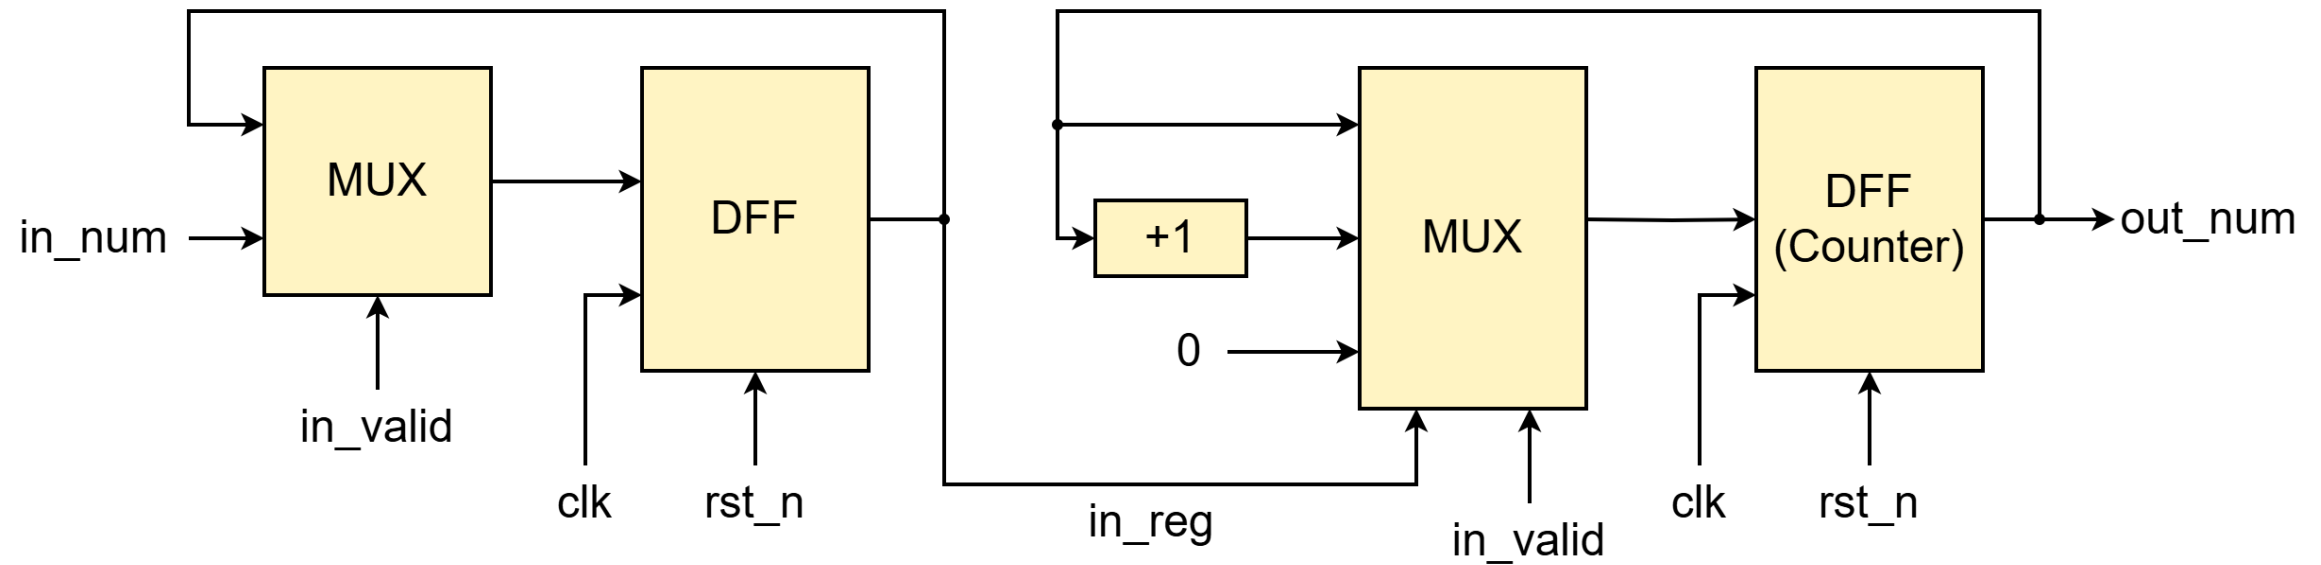 MUX
in_num
in_valid
DFF
clk
rst_n
in_reg
+1
0
MUX
in_valid
DFF
(Counter)
clk
rst_n
out_num